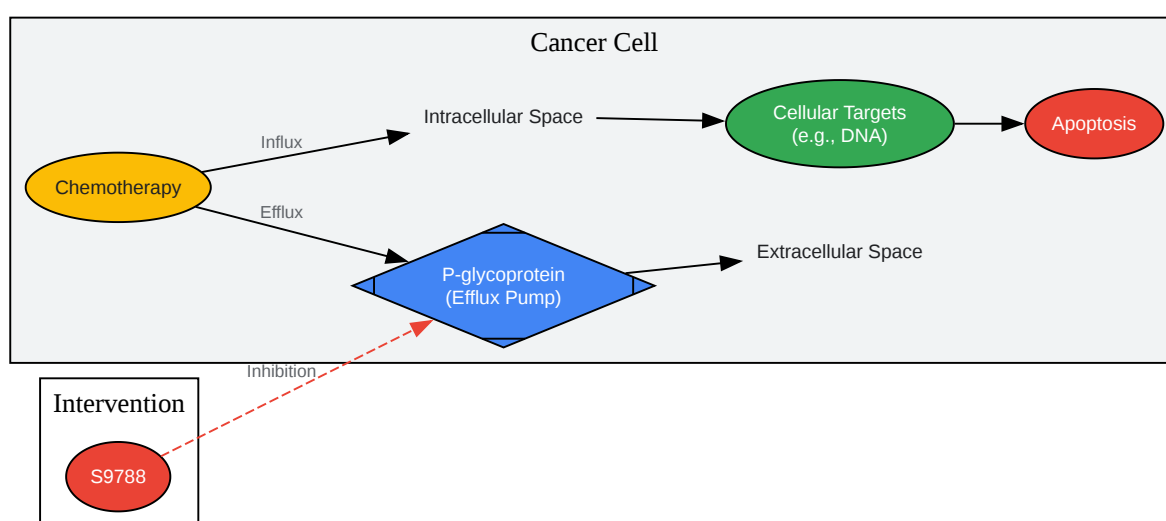 Cancer Cell
Chemotherapy
Influx
Intracellular Space
Cellular Targets
(e.g., DNA)
Apoptosis
Efflux
P-glycoprotein
(Efflux Pump)
Extracellular Space
Inhibition
Intervention
S9788